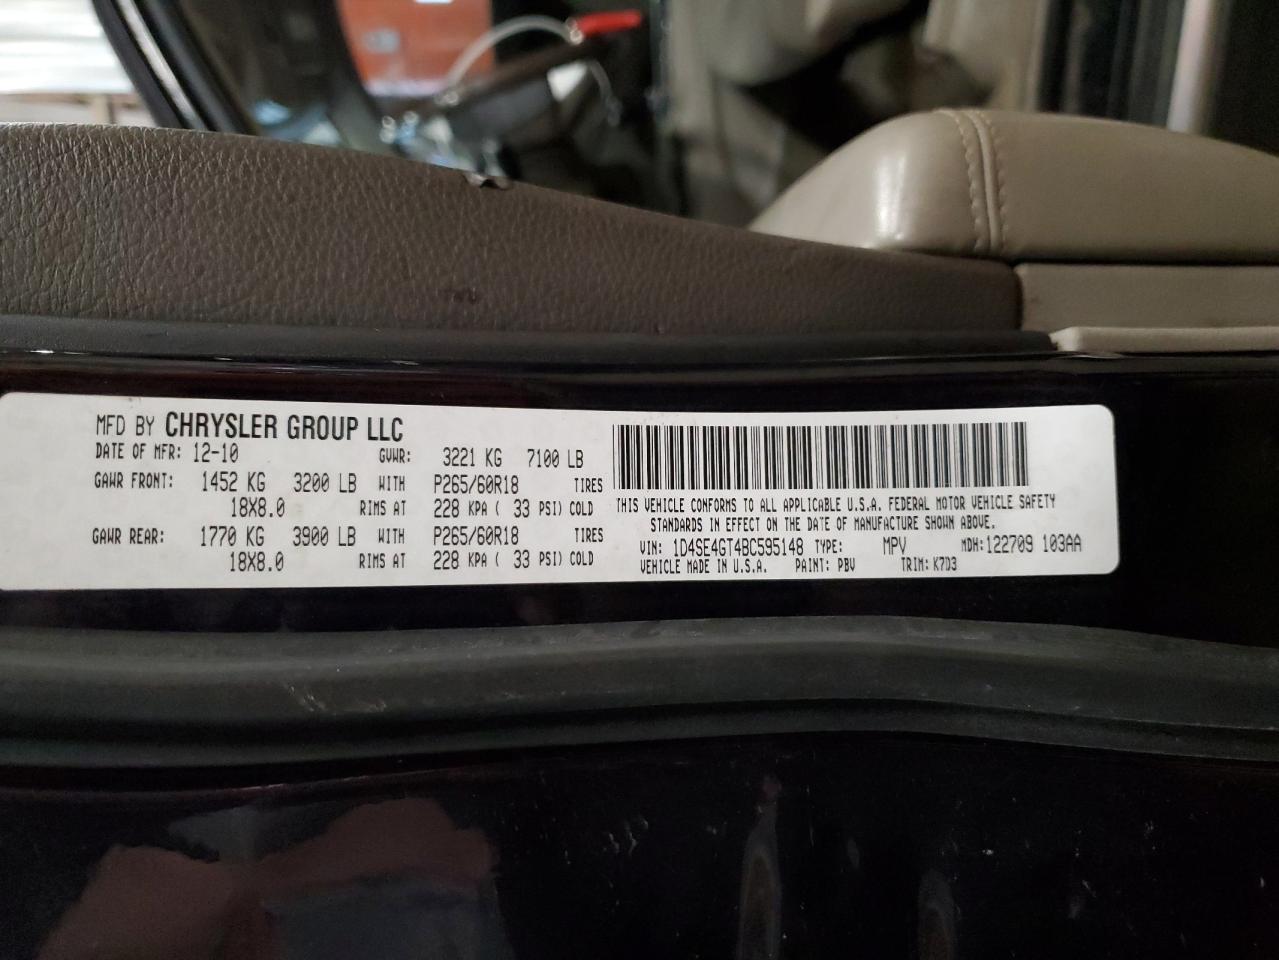 MFD BY CHRYSLER GROUP LLC
DATE OF MFR: 12-10 GVWR: 3221 KG 7100 LB
GAWR FRONT: 1452 KG 3200 LB WITH P265/60R18 TIRES
18X8.0 RIMS AT 228 KPA ( 33 PSI) COLD
GAWR REAR: 1770 KG 3900 LB WITH P265/60R18 TIRES
18X8.0 RIMS AT 228 KPA ( 33 PSI) COLD
THIS VEHICLE CONFORMS TO ALL APPLICABLE U.S.A. FEDERAL MOTOR VEHICLE SAFETY
STANDARDS IN EFFECT ON THE DATE OF MANUFACTURE SHOWN ABOVE.
VIN: 1D4SE4GT4BC595148 TYPE: MPV MDH:122709 103AA
VEHICLE MADE IN U.S.A. PAINT: PBV TRIM: K7D3